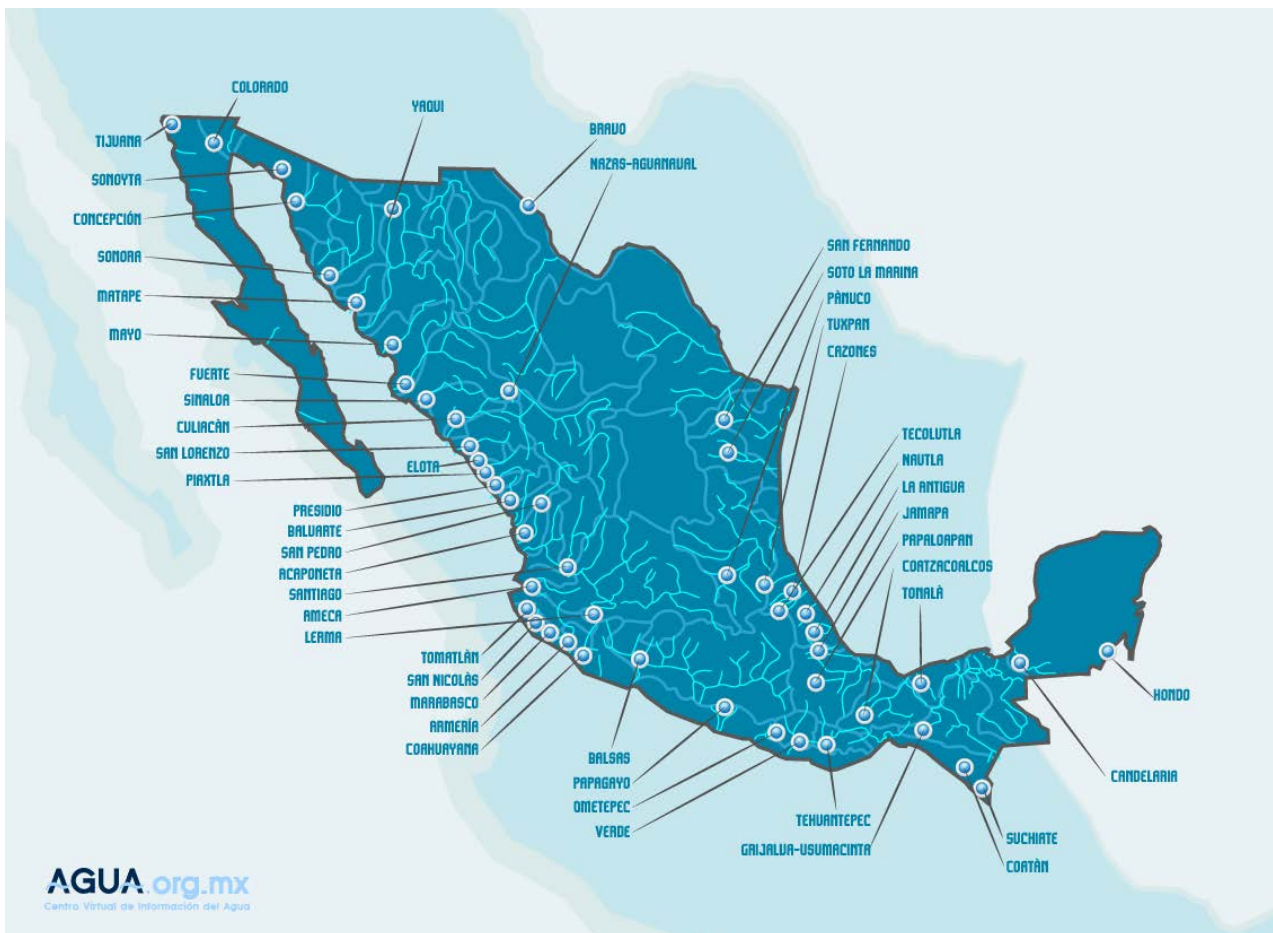 COLORADO
YAQUI
BRAVO
TIJUANA
NAZAS-AGUANAVAL
SONOYTA
CONCEPCIÓN
SONORA
MATAPE
MAYO
FUERTE
SINALOA
CULIACÀN
SAN LORENZO
ELOTA
PIAXTLA
PRESIDIO
BALUARTE
SAN PEDRO
ACAPONETA
SANTIAGO
AMECA
LERMA
TOMATLÀN
SAN NICOLÀS
MARABASCO
ARMERÍA
COAHUAYANA
SAN FERNANDO
SOTO LA MARINA
PÀNUCO
TUXPAN
CAZONES
TECOLUTLA
NAUTLA
LA ANTIGUA
JAMAPA
PAPALOAPAN
COATZACOALCOS
TONALÀ
HONDO
CANDELARIA
BALSAS
PAPAGAYO
OMETEPEC
VERDE
TEHUANTEPEC
GRIJALVA-USUMACINTA
SUCHIATE
COATÀN
AGUA.org.mx
Centro Virtual de Información del Agua